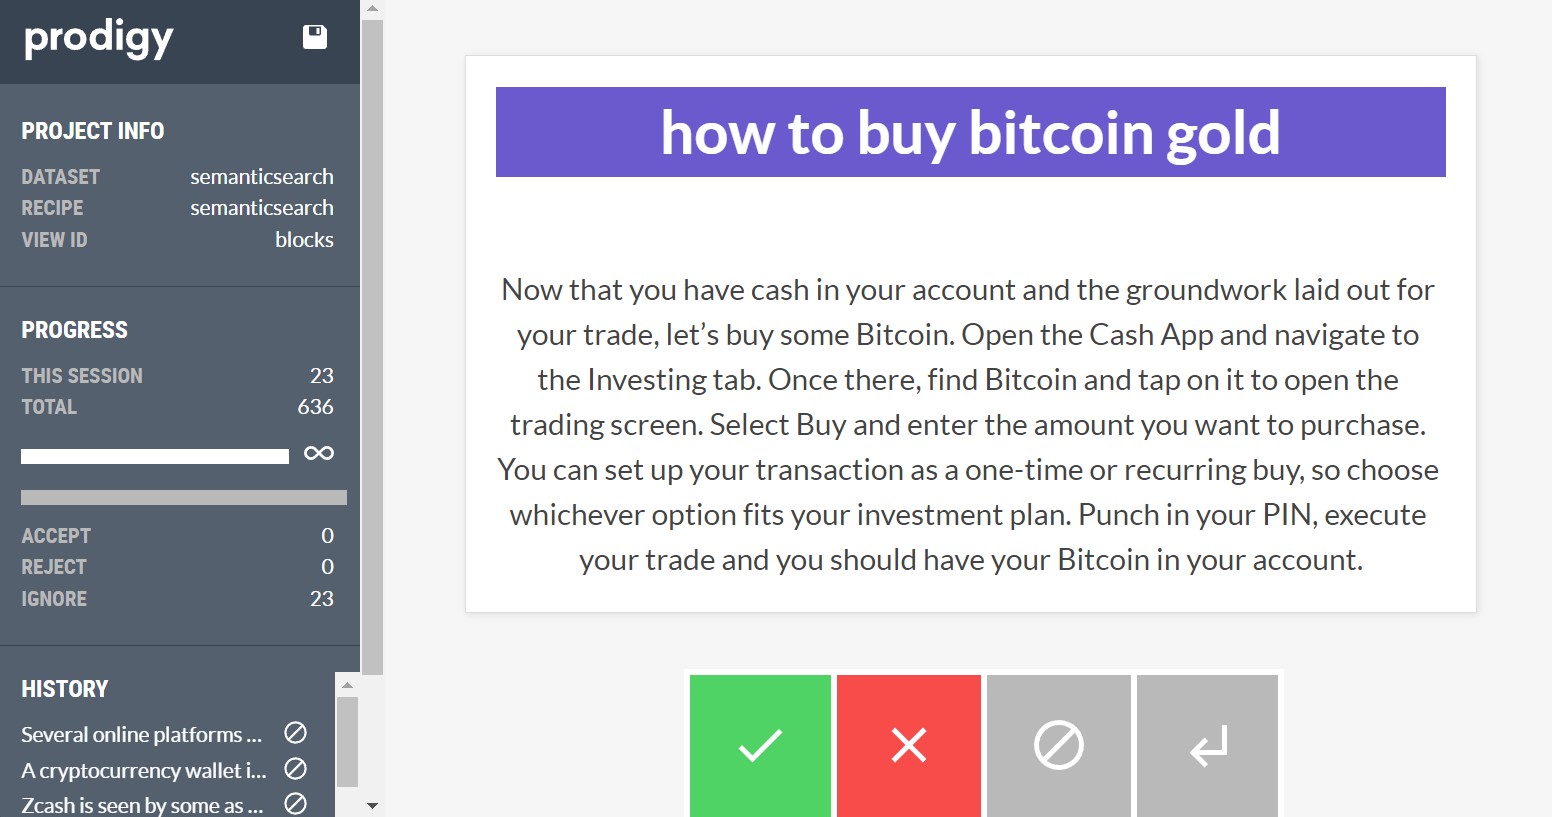 prodigy
PROJECT INFO
DATASET semanticsearch
RECIPE semanticsearch
VIEW ID blocks
PROGRESS
THIS SESSION 23
TOTAL 636
∞
ACCEPT 0
REJECT 0
IGNORE 23
HISTORY
Several online platforms ...
A cryptocurrency wallet i...
Zcash is seen by some as ...
how to buy bitcoin gold
Now that you have cash in your account and the groundwork laid out for
your trade, let’s buy some Bitcoin. Open the Cash App and navigate to
the Investing tab. Once there, find Bitcoin and tap on it to open the
trading screen. Select Buy and enter the amount you want to purchase.
You can set up your transaction as a one-time or recurring buy, so choose
whichever option fits your investment plan. Punch in your PIN, execute
your trade and you should have your Bitcoin in your account.